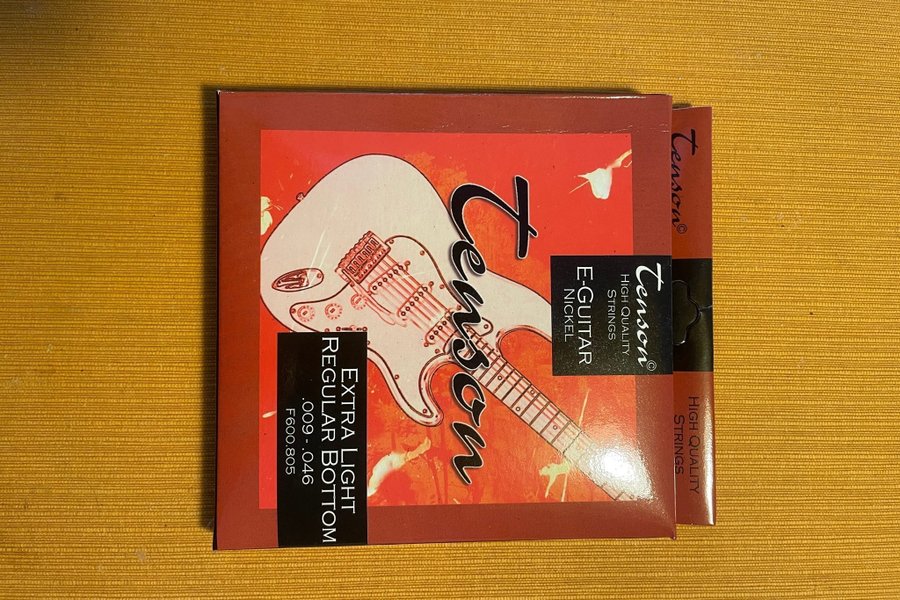 Tenson©
High Quality
Strings
Tenson©
High Quality
Strings
E-Guitar
Nickel
Tenson
Extra Light
Regular Bottom
.009 - .046
F600.805